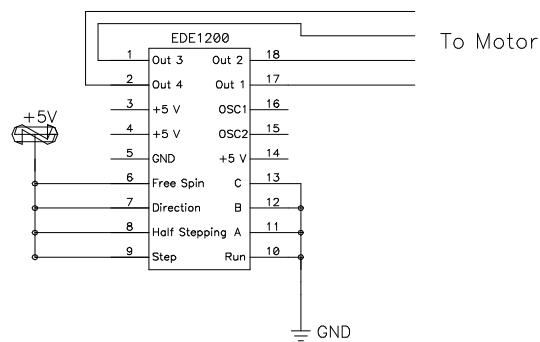 EDE1200
To Motor
1 Out 3 Out 2 18
2 Out 4 Out 1 17
3 +5 V OSC1 16
+5V
4 +5 V OSC2 15
5 GND +5 V 14
6 Free Spin C 13
7 Direction B 12
8 Half Stepping A 11
9 Step Run 10
GND